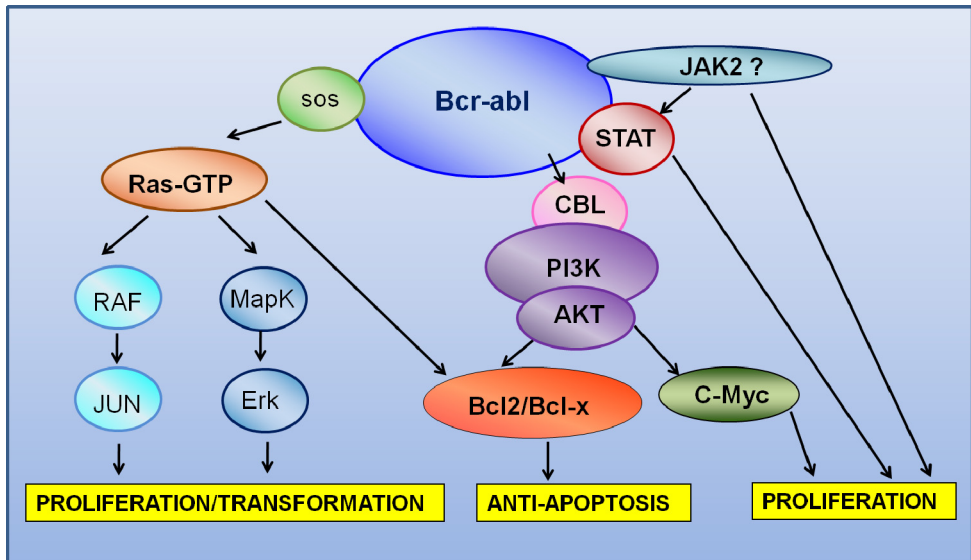 JAK2 ?
sos
Bcr-abl
STAT
Ras-GTP
CBL
PI3K
RAF
MapK
AKT
JUN
Erk
Bcl2/Bcl-x
C-Myc
PROLIFERATION/TRANSFORMATION
ANTI-APOPTOSIS
PROLIFERATION